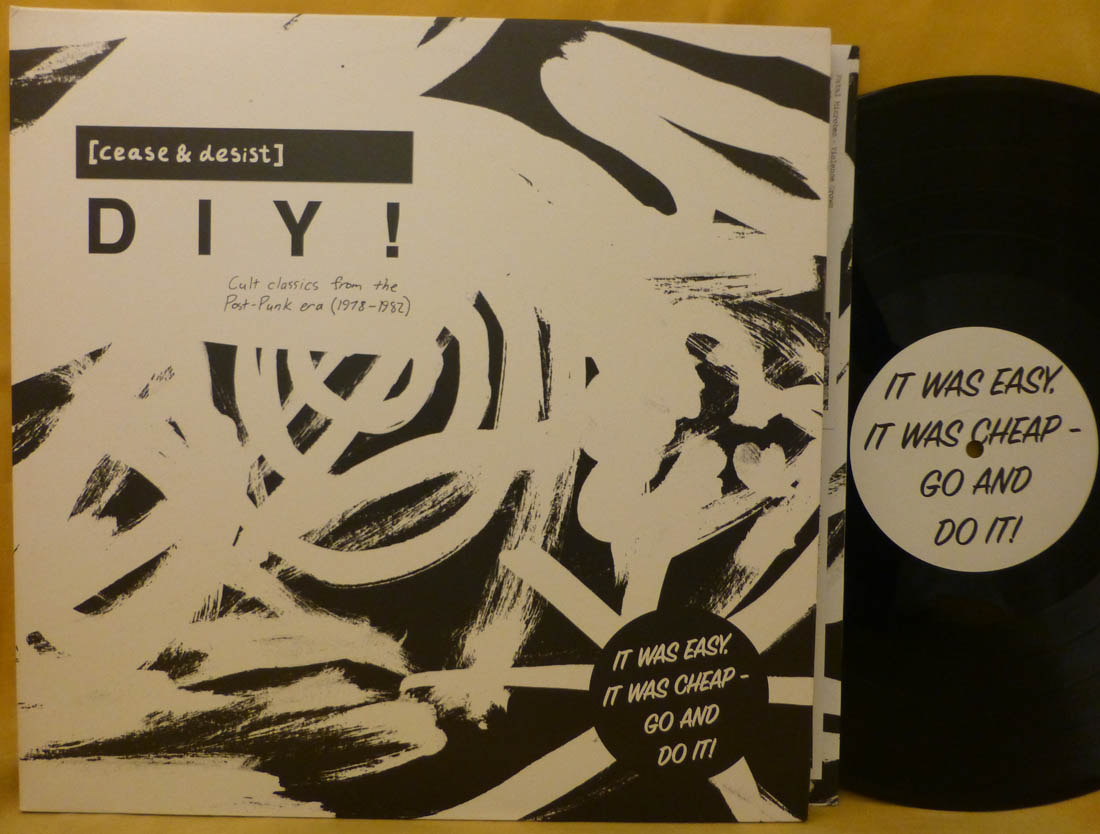 [cease & desist]
DIY!
Cult classics from the
Post-Punk era (1978-1982)
IT WAS EASY.
IT WAS CHEAP -
GO AND
DO IT!
IT WAS EASY.
IT WAS CHEAP -
GO AND
DO IT!